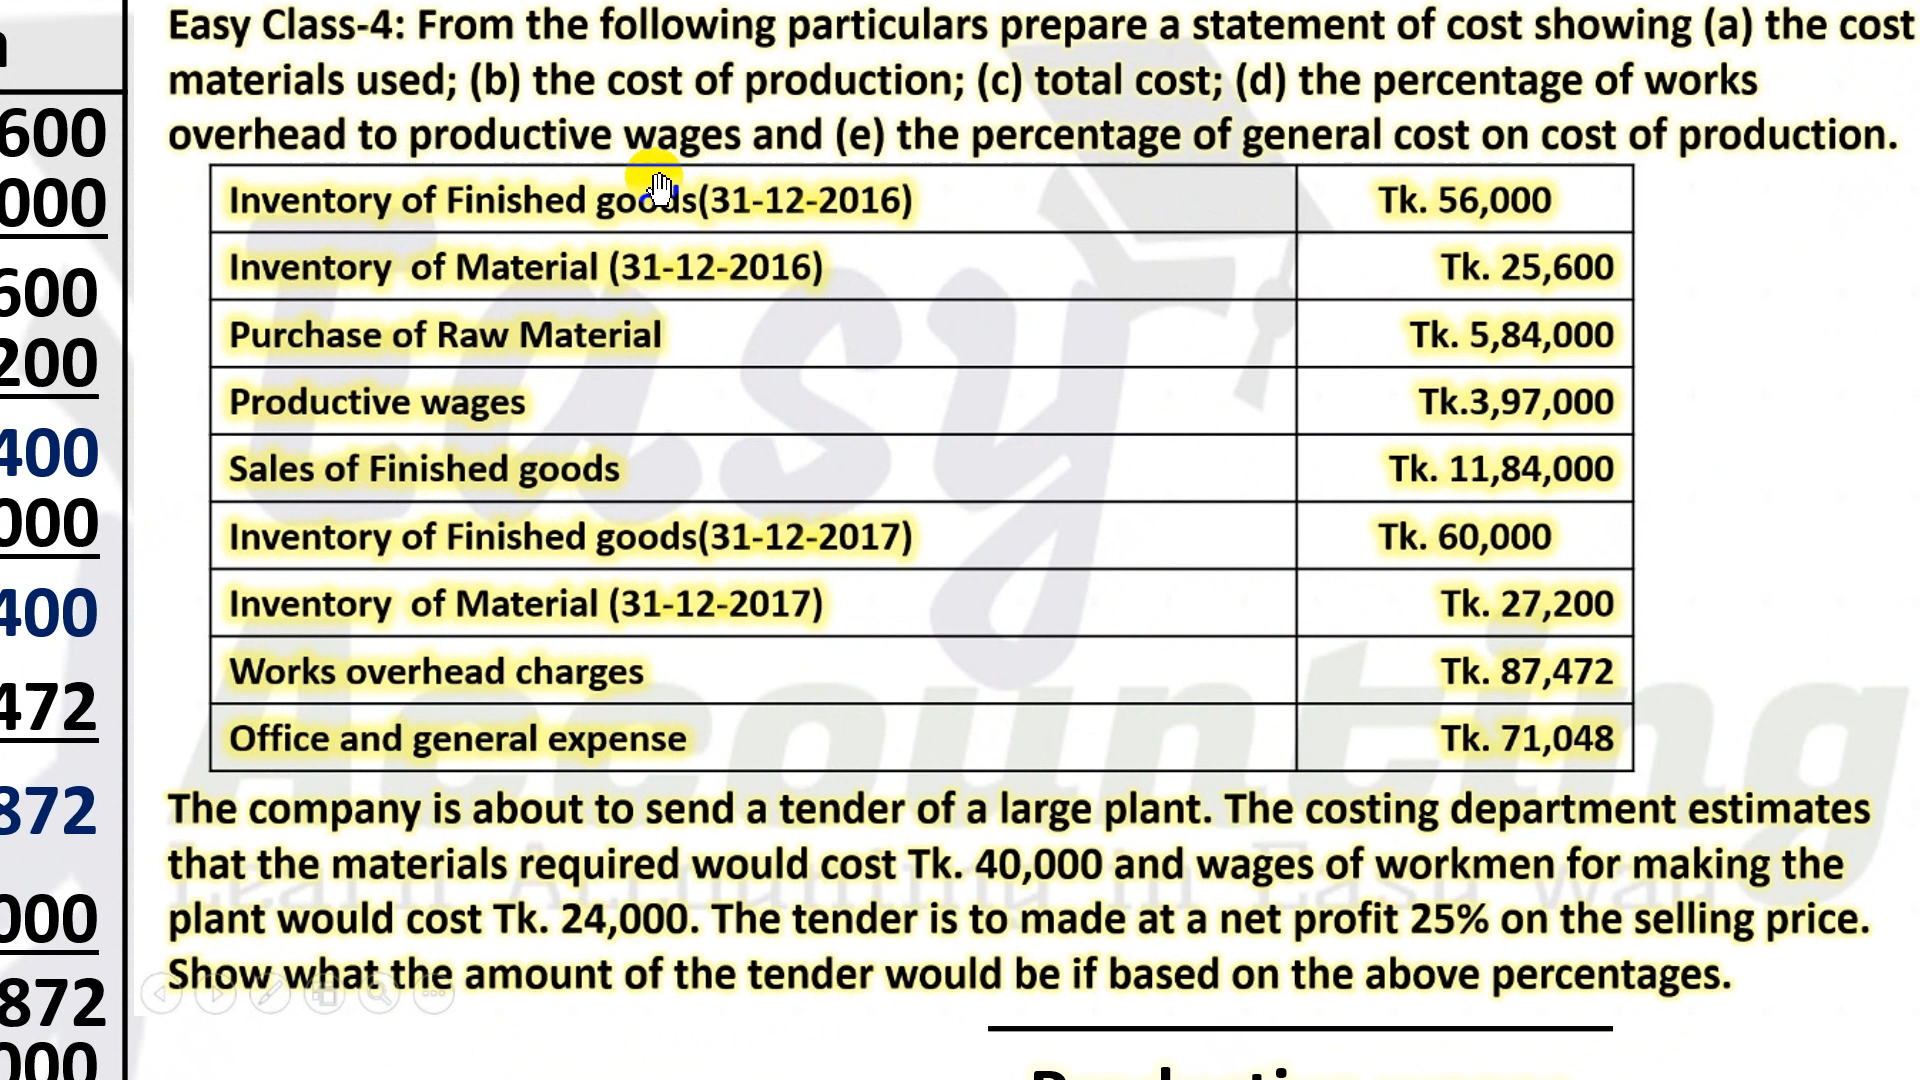 n
600
000
600
200
400
000
400
472
872
000
872
000
Easy Class-4: From the following particulars prepare a statement of cost showing (a) the cost
materials used; (b) the cost of production; (c) total cost; (d) the percentage of works
overhead to productive wages and (e) the percentage of general cost on cost of production.
Inventory of Finished goods(31-12-2016) Tk. 56,000
Inventory of Material (31-12-2016) Tk. 25,600
Purchase of Raw Material Tk. 5,84,000
Productive wages Tk.3,97,000
Sales of Finished goods Tk. 11,84,000
Inventory of Finished goods(31-12-2017) Tk. 60,000
Inventory of Material (31-12-2017) Tk. 27,200
Works overhead charges Tk. 87,472
Office and general expense Tk. 71,048
The company is about to send a tender of a large plant. The costing department estimates
that the materials required would cost Tk. 40,000 and wages of workmen for making the
plant would cost Tk. 24,000. The tender is to made at a net profit 25% on the selling price.
Show what the amount of the tender would be if based on the above percentages.
Easy
Accounting
Learn Accounting in Easy way